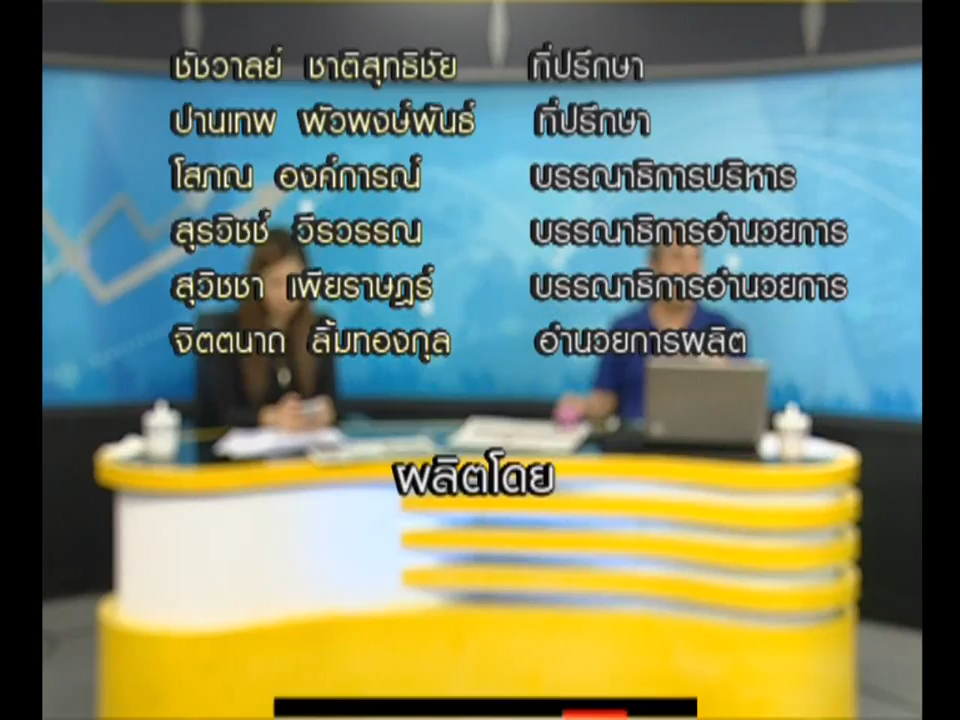 ชัชวาลย์ ชาติสุทธิชัย ที่ปรึกษา
ปานเทพ พัวพงษ์พันธ์ ที่ปรึกษา
โสภณ องค์การณ์ บรรณาธิการบริหาร
สุรวิชช์ วีรวรรณ บรรณาธิการอำนวยการ
สุวิชชา เพียราษฎร์ บรรณาธิการอำนวยการ
จิตตนาถ ลิ้มทองกุล อำนวยการผลิต
ผลิตโดย